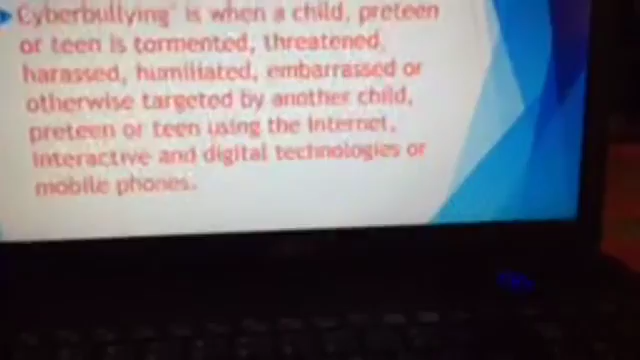 Cyberbullying" is when a child, preteen
or teen is tormented, threatened,
harassed, humiliated, embarrassed or
otherwise targeted by another child,
preteen or teen using the Internet,
interactive and digital technologies or
mobile phones.